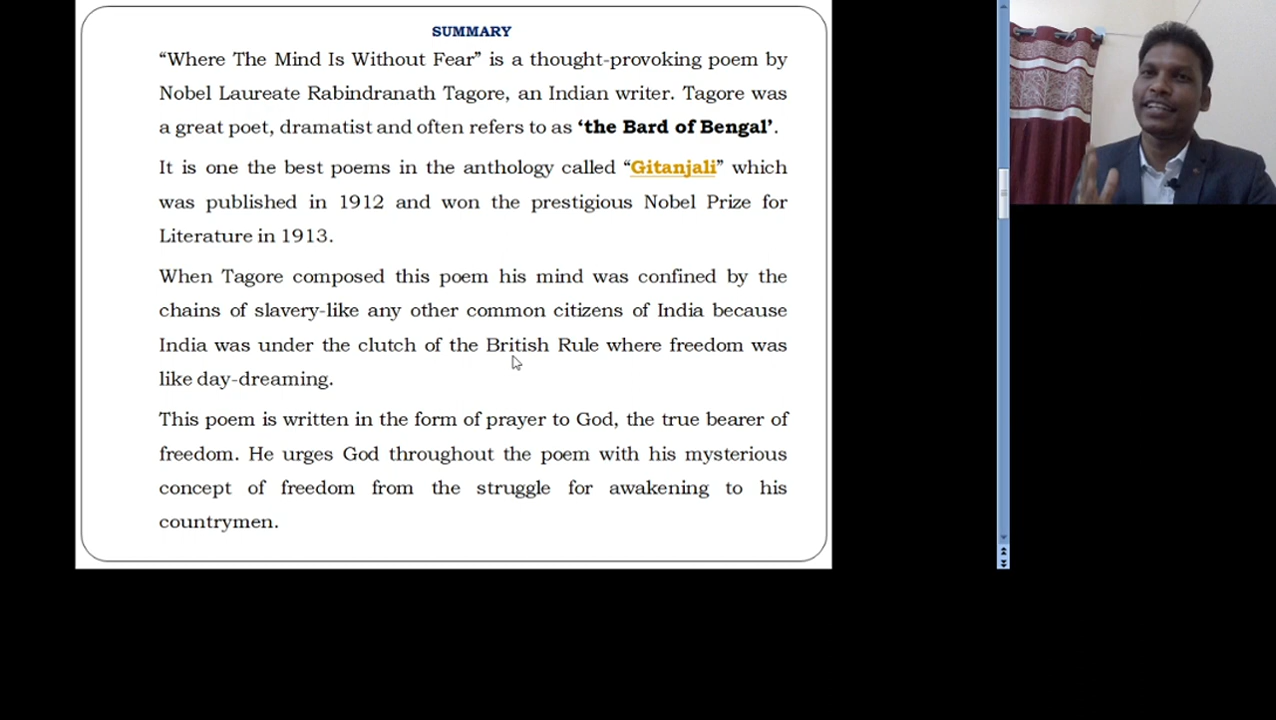 SUMMARY
“Where The Mind Is Without Fear” is a thought-provoking poem by
Nobel Laureate Rabindranath Tagore, an Indian writer. Tagore was
a great poet, dramatist and often refers to as ‘the Bard of Bengal’.
It is one the best poems in the anthology called “Gitanjali” which
was published in 1912 and won the prestigious Nobel Prize for
Literature in 1913.
When Tagore composed this poem his mind was confined by the
chains of slavery-like any other common citizens of India because
India was under the clutch of the British Rule where freedom was
like day-dreaming.
This poem is written in the form of prayer to God, the true bearer of
freedom. He urges God throughout the poem with his mysterious
concept of freedom from the struggle for awakening to his
countrymen.